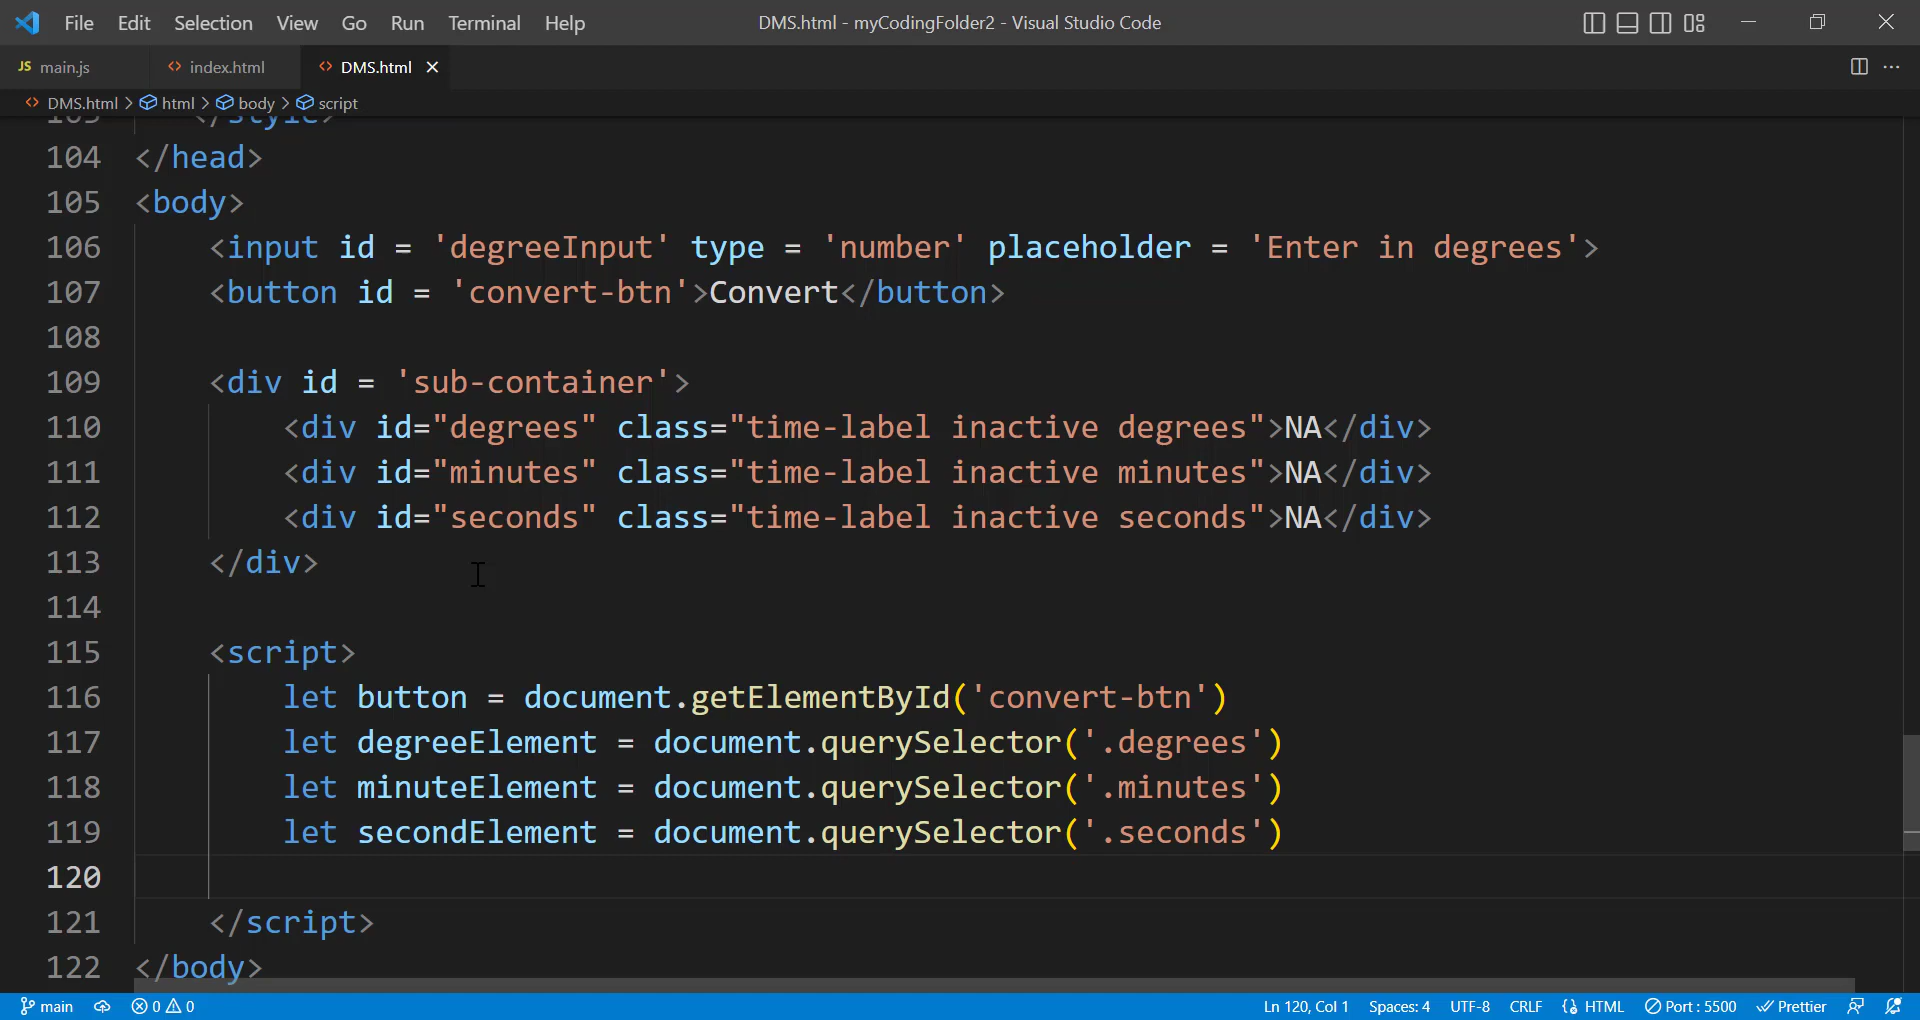 File Edit Selection View Go Run Terminal Help DMS.html - myCodingFolder2 - Visual Studio Code
JS main.js <> index.html <> DMS.html
<> DMS.html > html > body > script
103 </style>
104 </head>
105 <body>
106 <input id = 'degreeInput' type = 'number' placeholder = 'Enter in degrees'>
107 <button id = 'convert-btn'>Convert</button>
108
109 <div id = 'sub-container'>
110 <div id="degrees" class="time-label inactive degrees">NA</div>
111 <div id="minutes" class="time-label inactive minutes">NA</div>
112 <div id="seconds" class="time-label inactive seconds">NA</div>
113 </div>
114
115 <script>
116 let button = document.getElementById('convert-btn')
117 let degreeElement = document.querySelector('.degrees')
118 let minuteElement = document.querySelector('.minutes')
119 let secondElement = document.querySelector('.seconds')
120
121 </script>
122 </body>
main 0 0 Ln 120, Col 1 Spaces: 4 UTF-8 CRLF HTML Port : 5500 Prettier